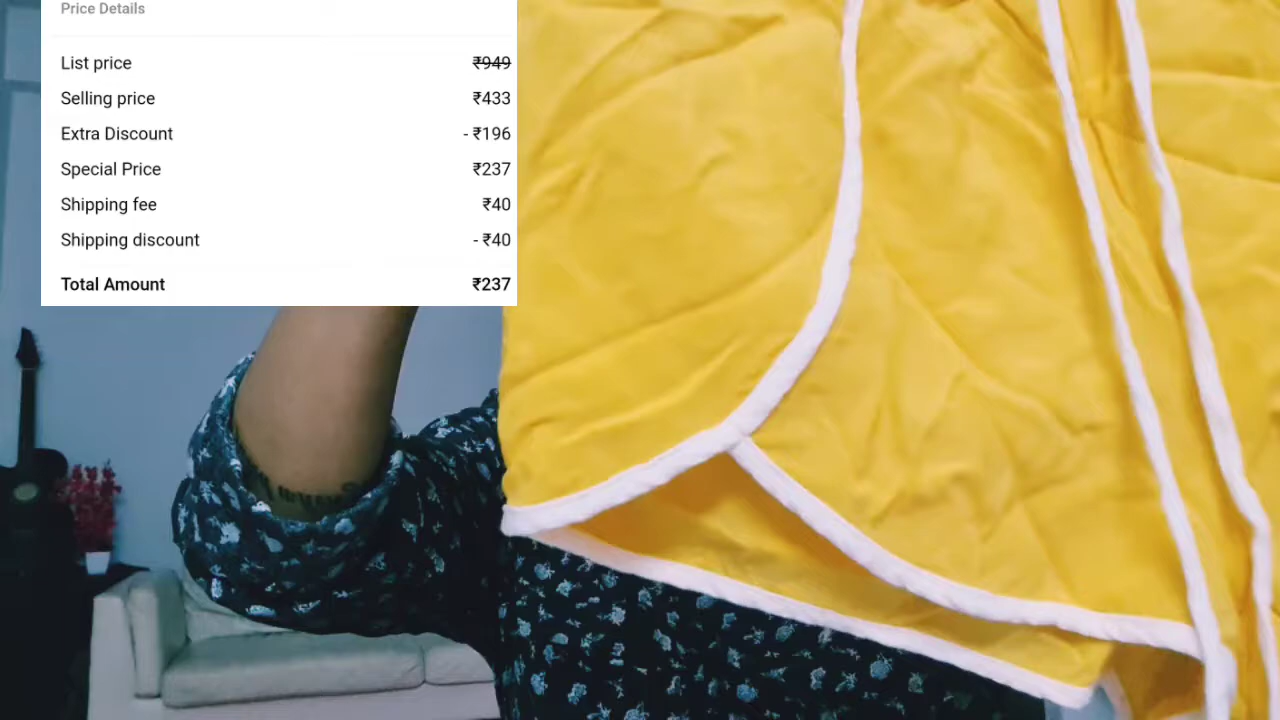 Price Details
List price ₹949
Selling price ₹433
Extra Discount - ₹196
Special Price ₹237
Shipping fee ₹40
Shipping discount - ₹40
Total Amount ₹237